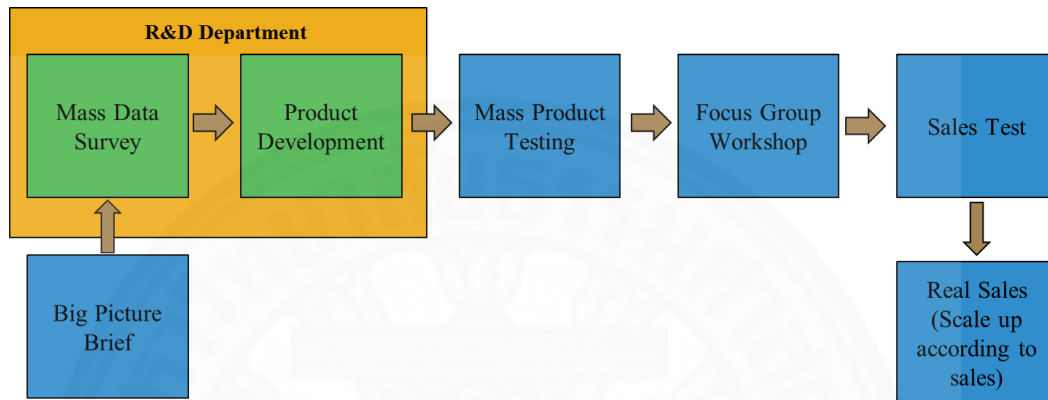 R&D Department
Mass Data
Survey
Product
Development
Mass Product
Testing
Focus Group
Workshop
Sales Test
Big Picture
Brief
Real Sales
(Scale up
according to
sales)